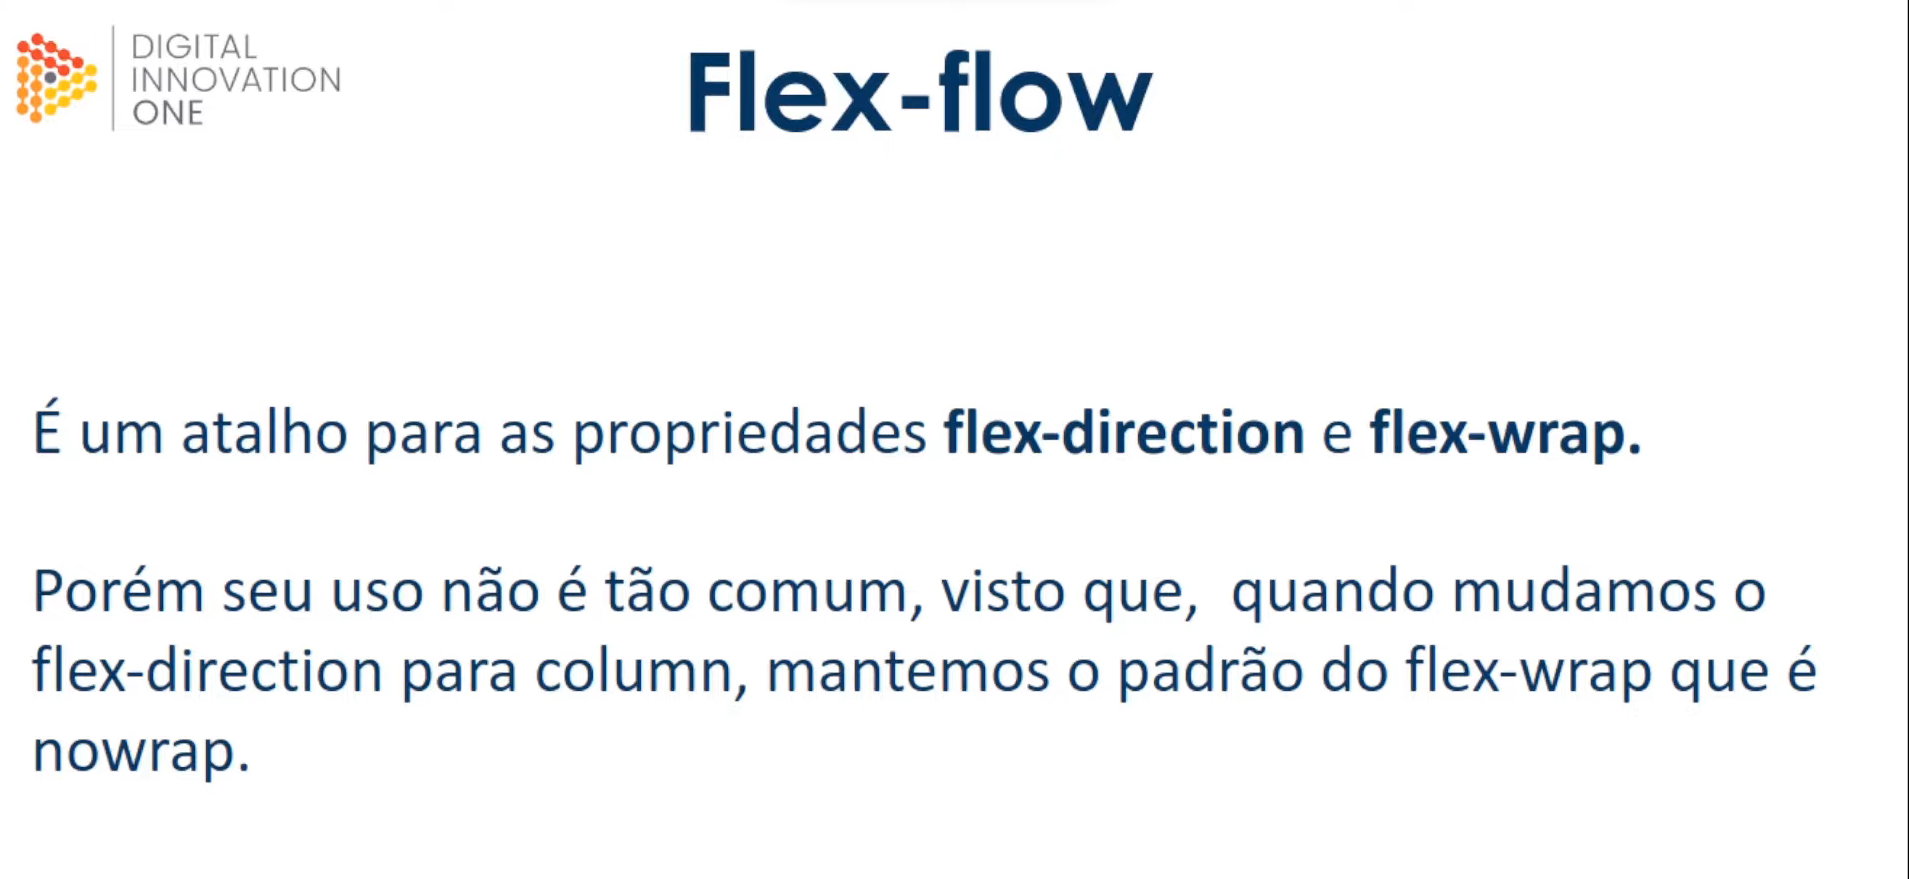 DIGITAL
INNOVATION
ONE
Flex-flow
É um atalho para as propriedades flex-direction e flex-wrap.
Porém seu uso não é tão comum, visto que, quando mudamos o
flex-direction para column, mantemos o padrão do flex-wrap que é
nowrap.